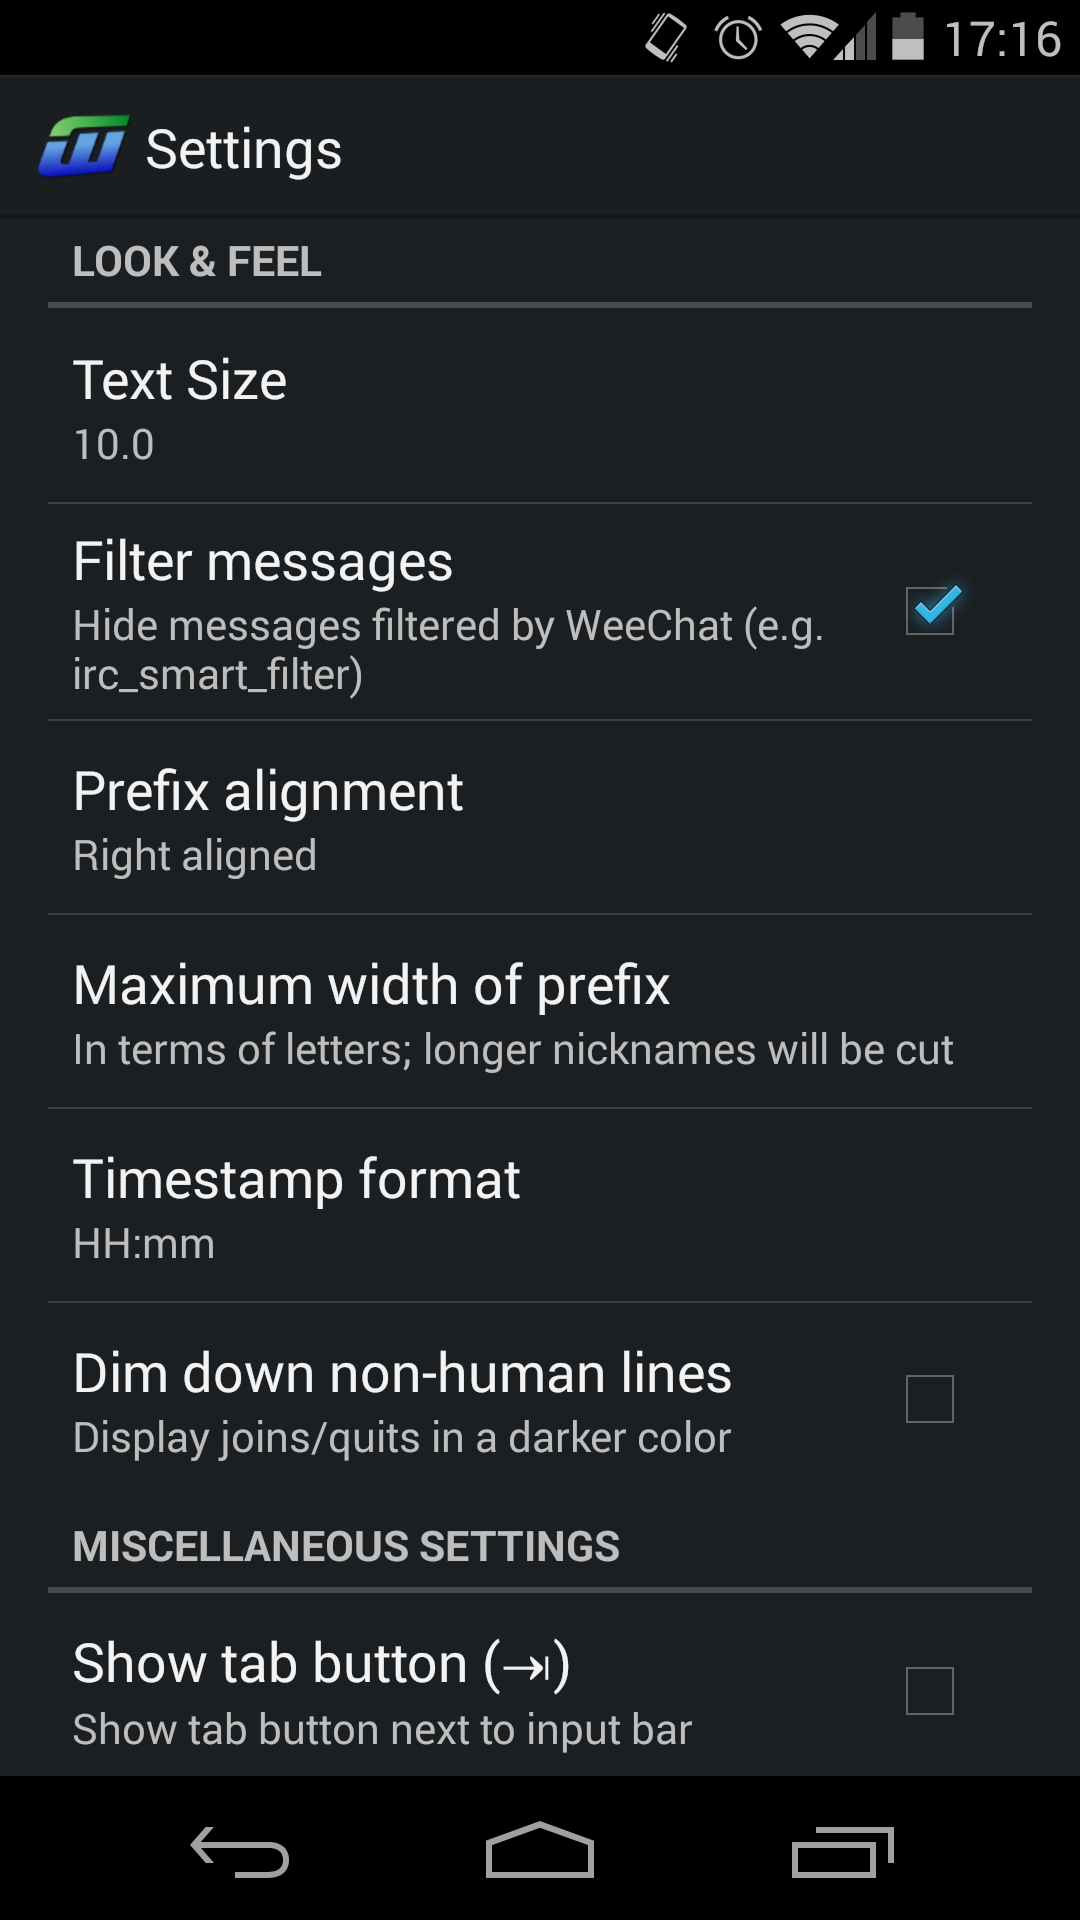 17:16
Settings
LOOK & FEEL
Text Size
10.0
Filter messages
Hide messages filtered by WeeChat (e.g.
irc_smart_filter)
Prefix alignment
Right aligned
Maximum width of prefix
In terms of letters; longer nicknames will be cut
Timestamp format
HH:mm
Dim down non-human lines
Display joins/quits in a darker color
MISCELLANEOUS SETTINGS
Show tab button (⇥)
Show tab button next to input bar